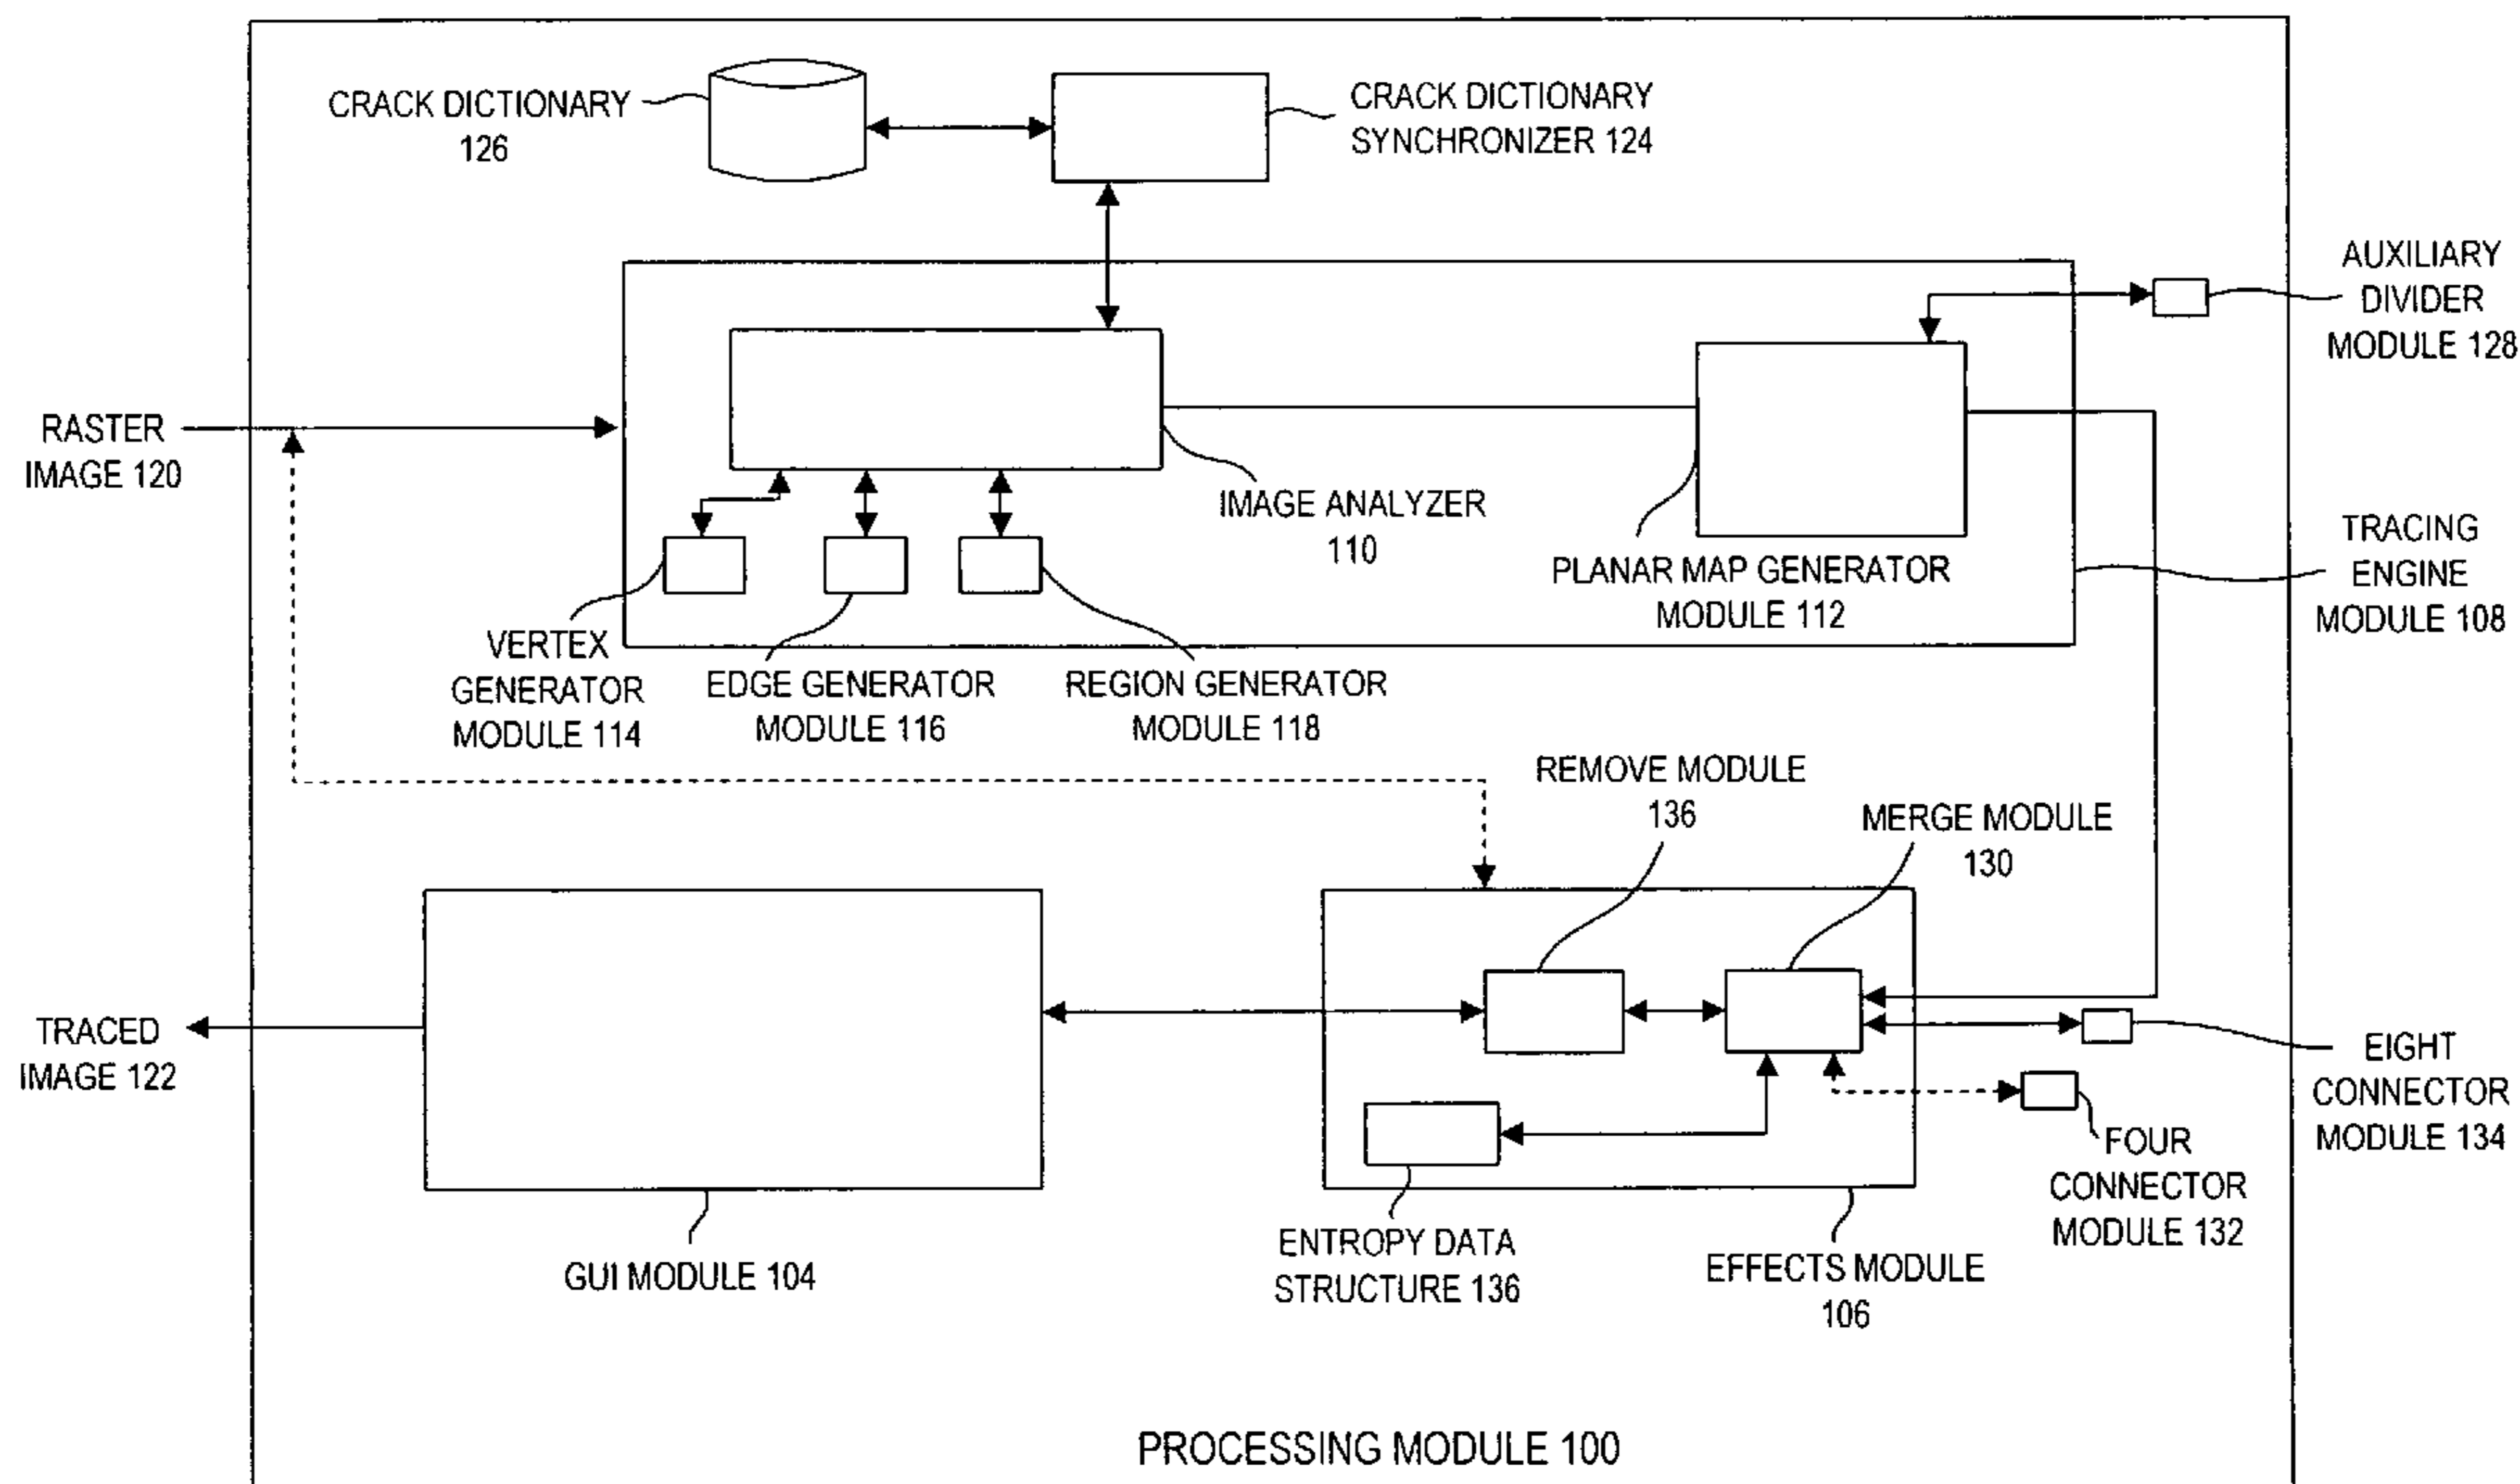 CRACK DICTIONARY
126
CRACK DICTIONARY
SYNCHRONIZER 124
AUXILIARY
DIVIDER
MODULE 128
RASTER
IMAGE 120
IMAGE ANALYZER
110
PLANAR MAP GENERATOR
MODULE 112
TRACING
ENGINE
MODULE 108
VERTEX
GENERATOR
MODULE 114
EDGE GENERATOR
MODULE 116
REGION GENERATOR
MODULE 118
REMOVE MODULE
136
MERGE MODULE
130
TRACED
IMAGE 122
EIGHT
CONNECTOR
MODULE 134
FOUR
CONNECTOR
MODULE 132
GUI MODULE 104
ENTROPY DATA
STRUCTURE 136
EFFECTS MODULE
106
PROCESSING MODULE 100